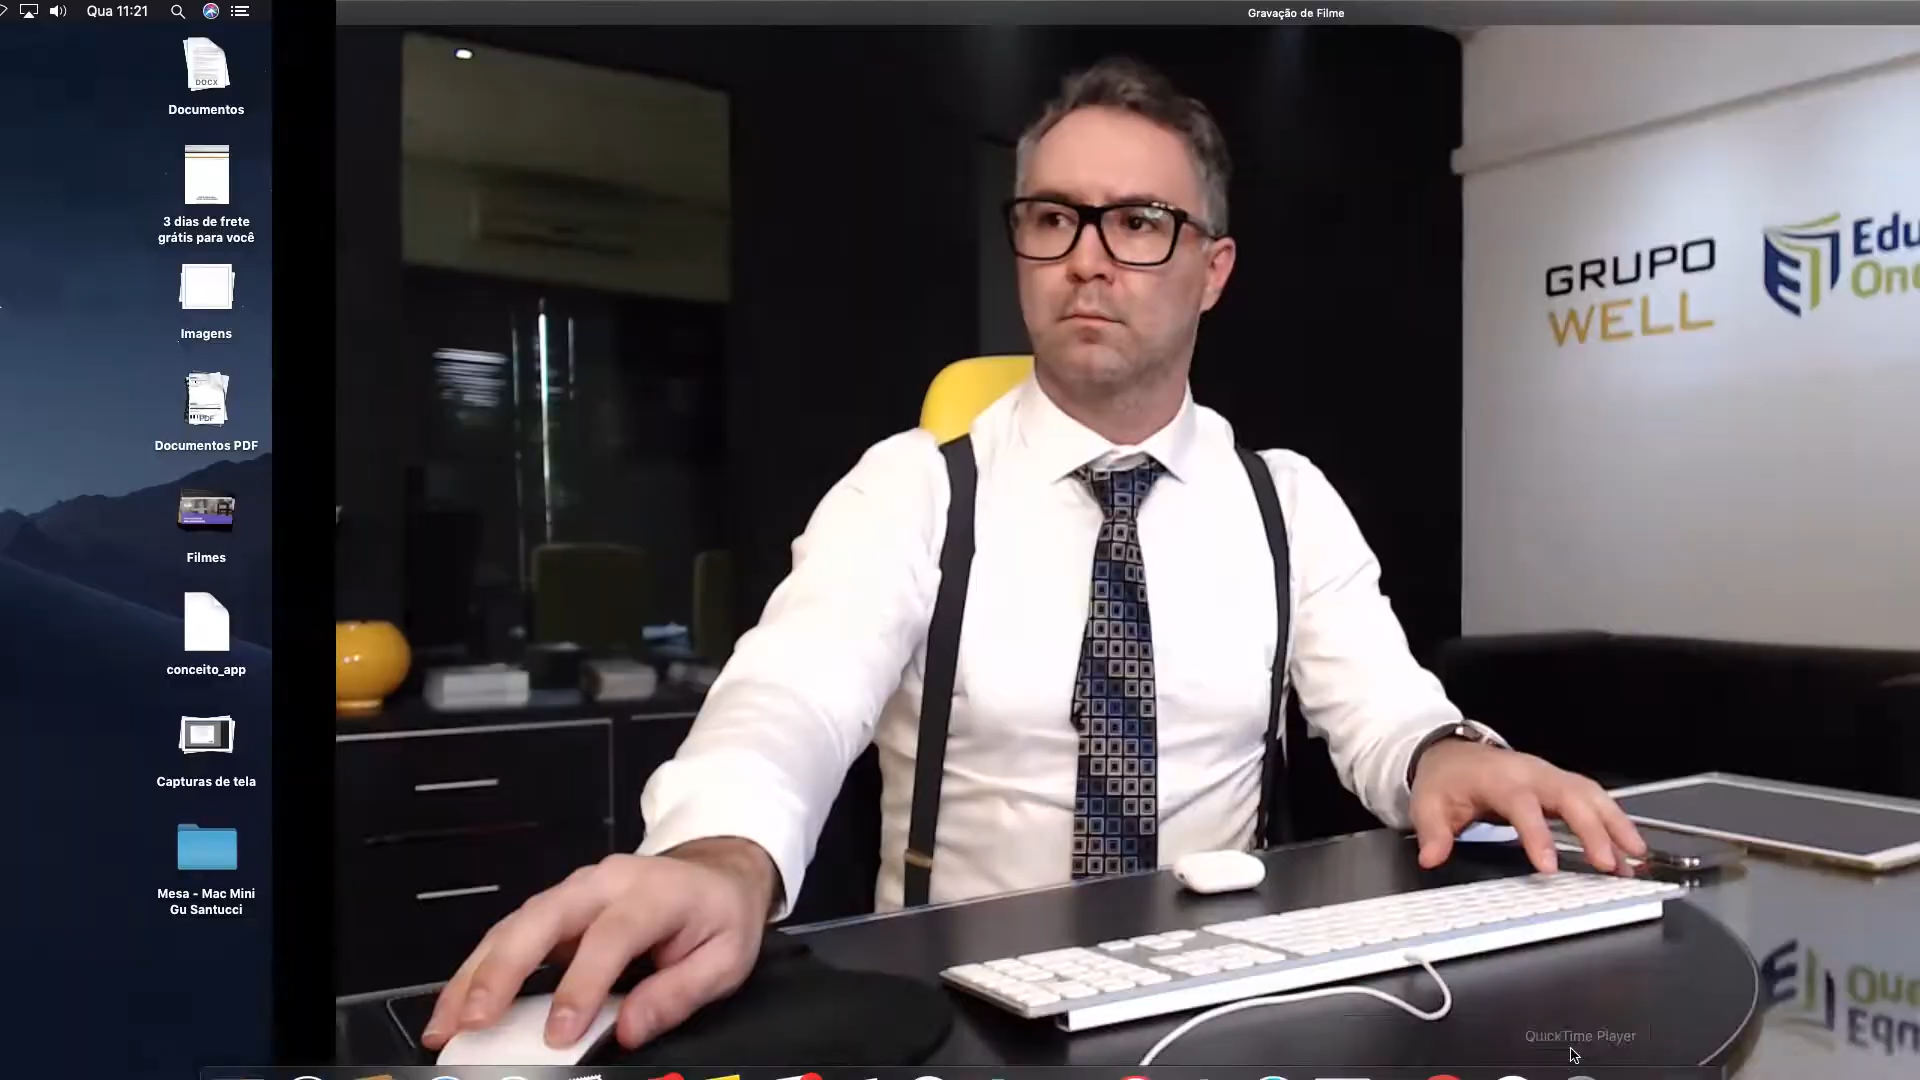 Qua 11:21
Gravação de Filme
DOCX
Documentos
3 dias de frete
grátis para você
Imagens
PDF
Documentos PDF
Filmes
conceito_app
Capturas de tela
Mesa - Mac Mini
Gu Santucci
GRUPO
WELL
QuickTime Player